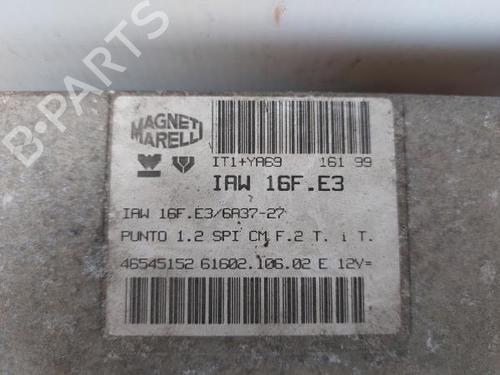 MAGNETI
MARELLI
IT1+YA69 161 99
IAW 16F.E3
IAW 16F.E3/6A37-27
PUNTO 1.2 SPI CM F.2 T. i T.
46545152 61602.106.02 E 12V=
B-PARTS